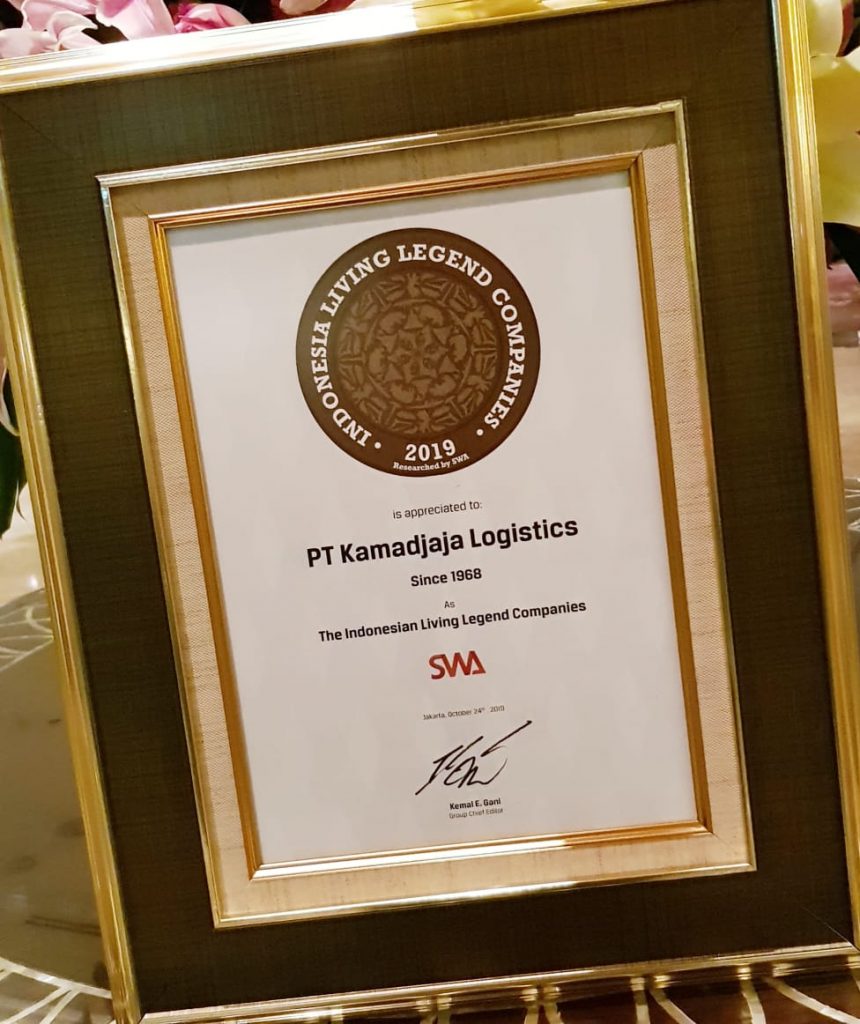 INDONESIA LIVING LEGEND COMPANIES
2019
Researched by SWA
is appreciated to:
PT Kamadjaja Logistics
Since 1968
As
The Indonesian Living Legend Companies
SWA
Jakarta, October 24th 2019
Kemal E. Gani
Group Chief Editor